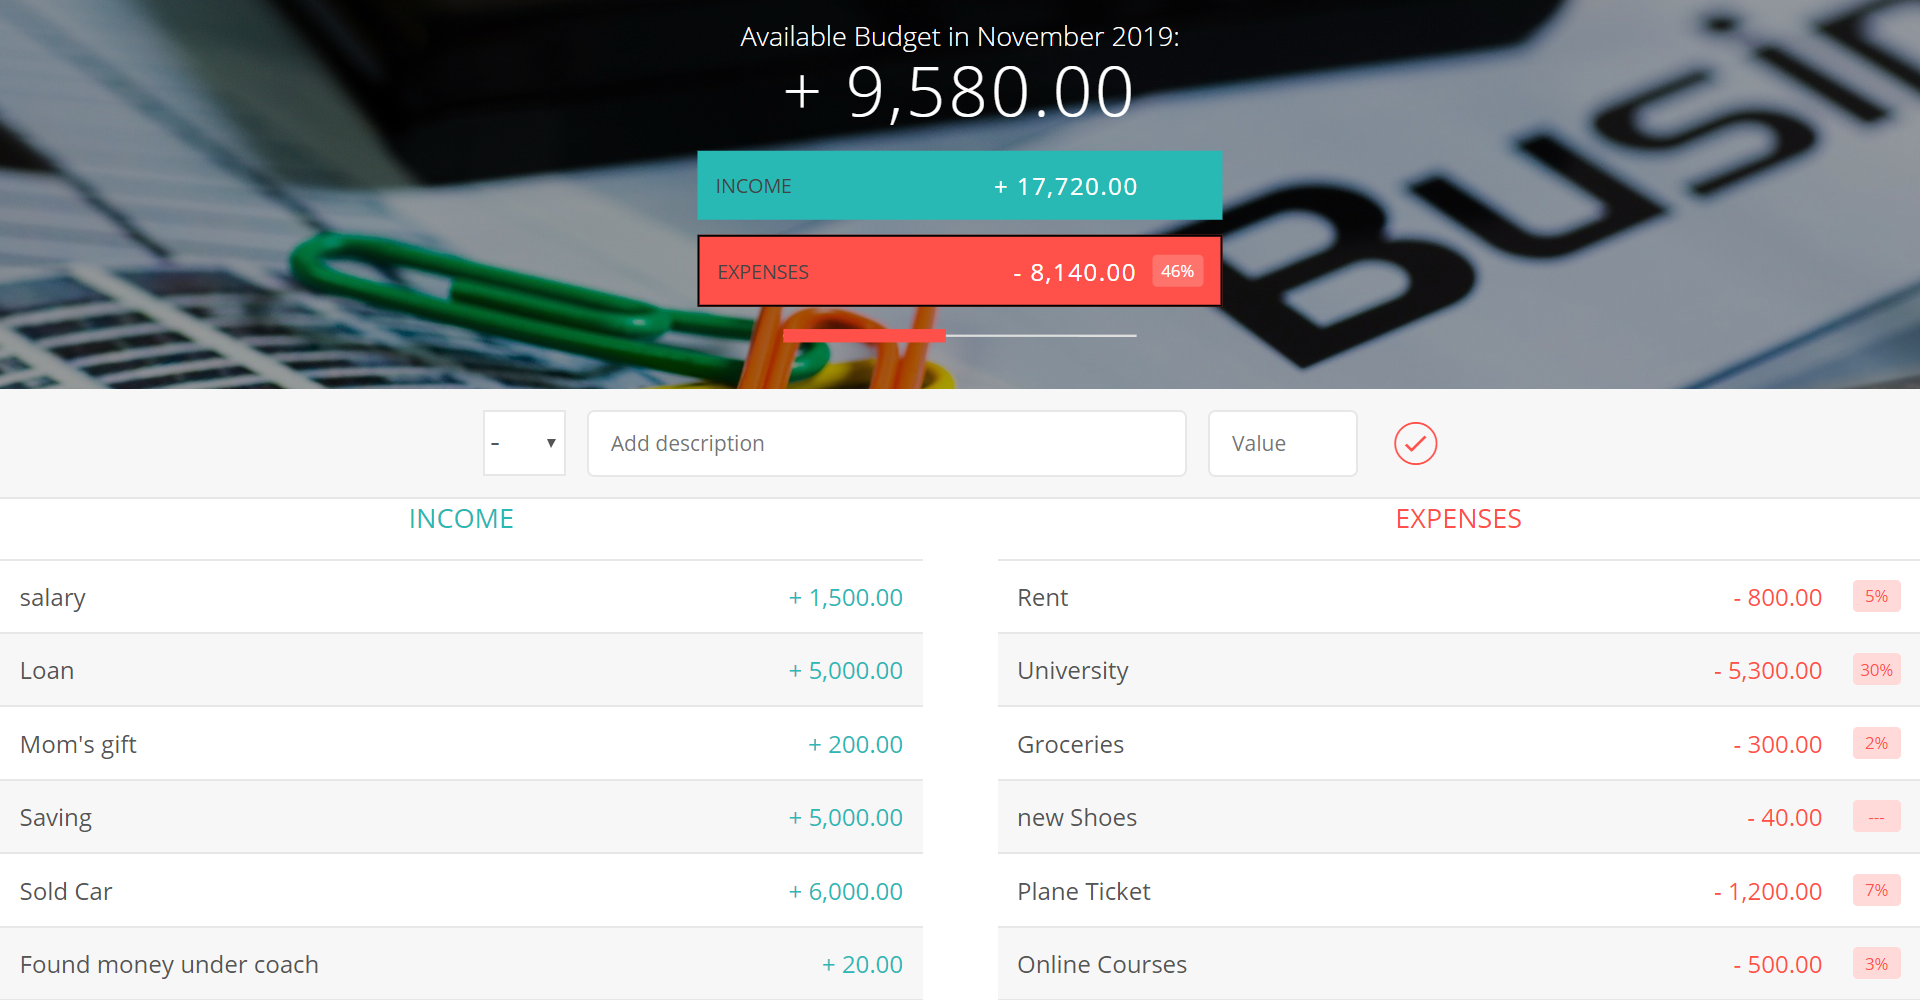 Available Budget in November 2019:
+ 9,580.00
INCOME + 17,720.00
EXPENSES - 8,140.00 46%
- ▼ Add description Value
INCOME
salary + 1,500.00
Loan + 5,000.00
Mom's gift + 200.00
Saving + 5,000.00
Sold Car + 6,000.00
Found money under coach + 20.00
EXPENSES
Rent - 800.00 5%
University - 5,300.00 30%
Groceries - 300.00 2%
new Shoes - 40.00 ---
Plane Ticket - 1,200.00 7%
Online Courses - 500.00 3%
Busin